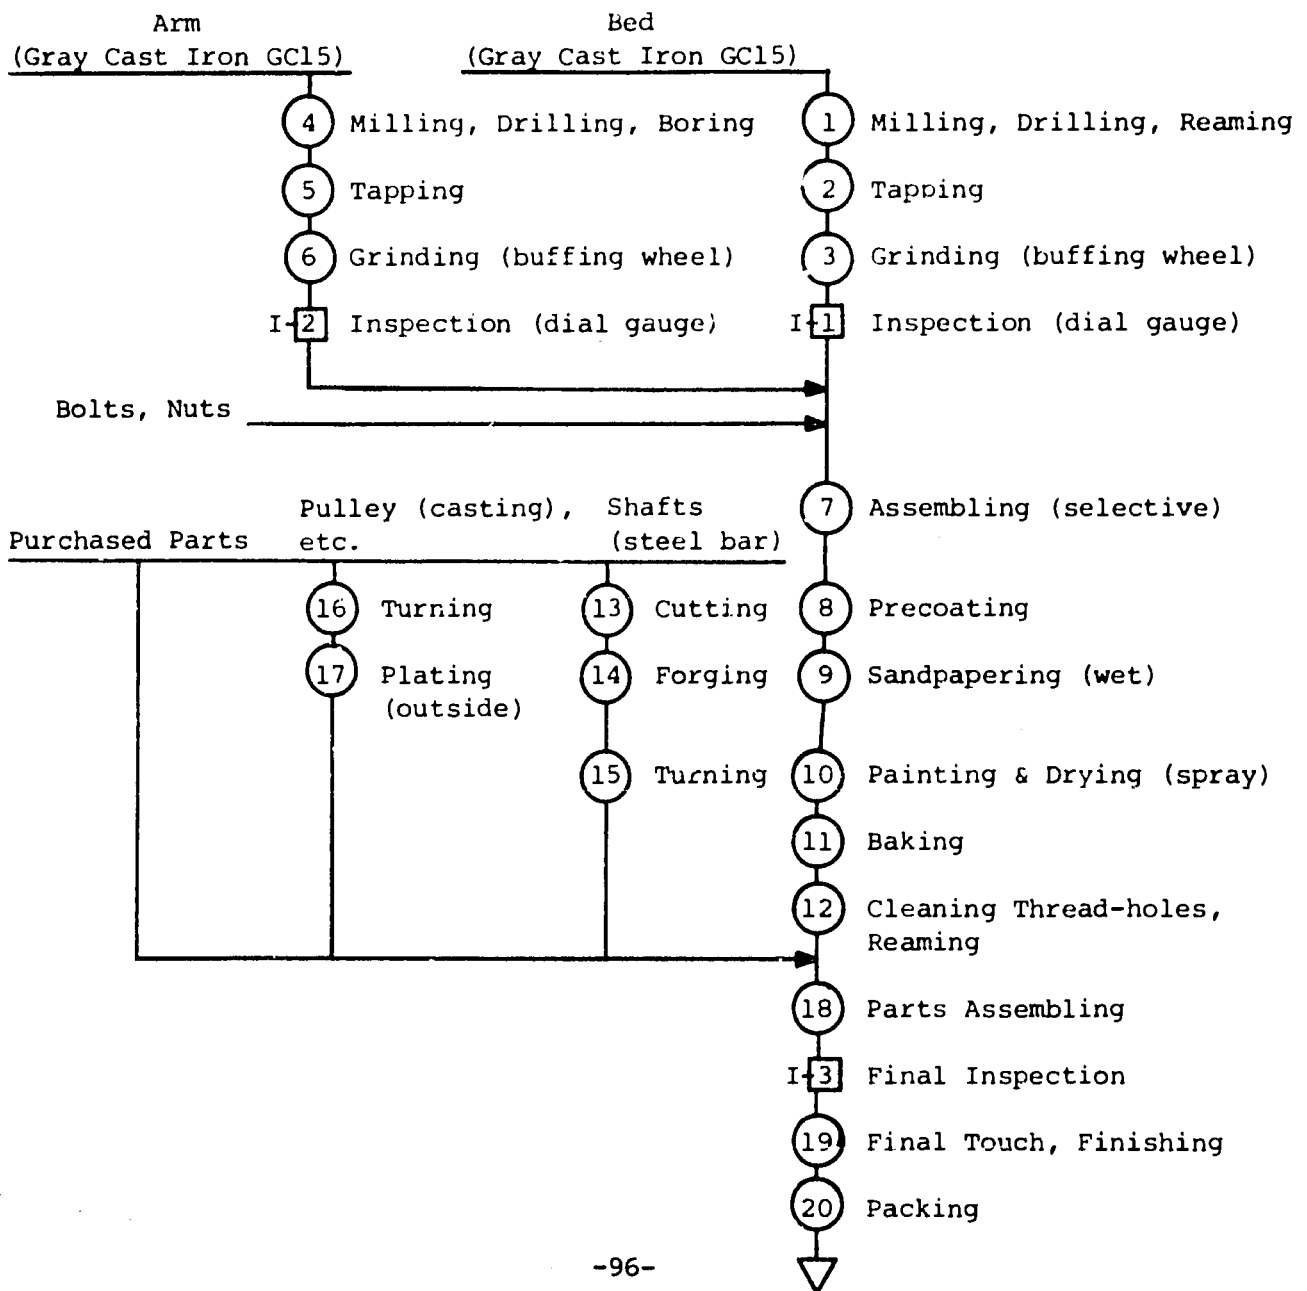 Arm
(Gray Cast Iron GC15)
Bed
(Gray Cast Iron GC15)
4 Milling, Drilling, Boring
1 Milling, Drilling, Reaming
5 Tapping
2 Tapping
6 Grinding (buffing wheel)
3 Grinding (buffing wheel)
I-2 Inspection (dial gauge)
I-1 Inspection (dial gauge)
Bolts, Nuts
7 Assembling (selective)
Purchased Parts
Pulley (casting),
etc.
Shafts
(steel bar)
16 Turning
13 Cutting
8 Precoating
17 Plating
(outside)
14 Forging
9 Sandpapering (wet)
15 Turning
10 Painting & Drying (spray)
11 Baking
12 Cleaning Thread-holes,
Reaming
18 Parts Assembling
I-3 Final Inspection
19 Final Touch, Finishing
20 Packing
-96-